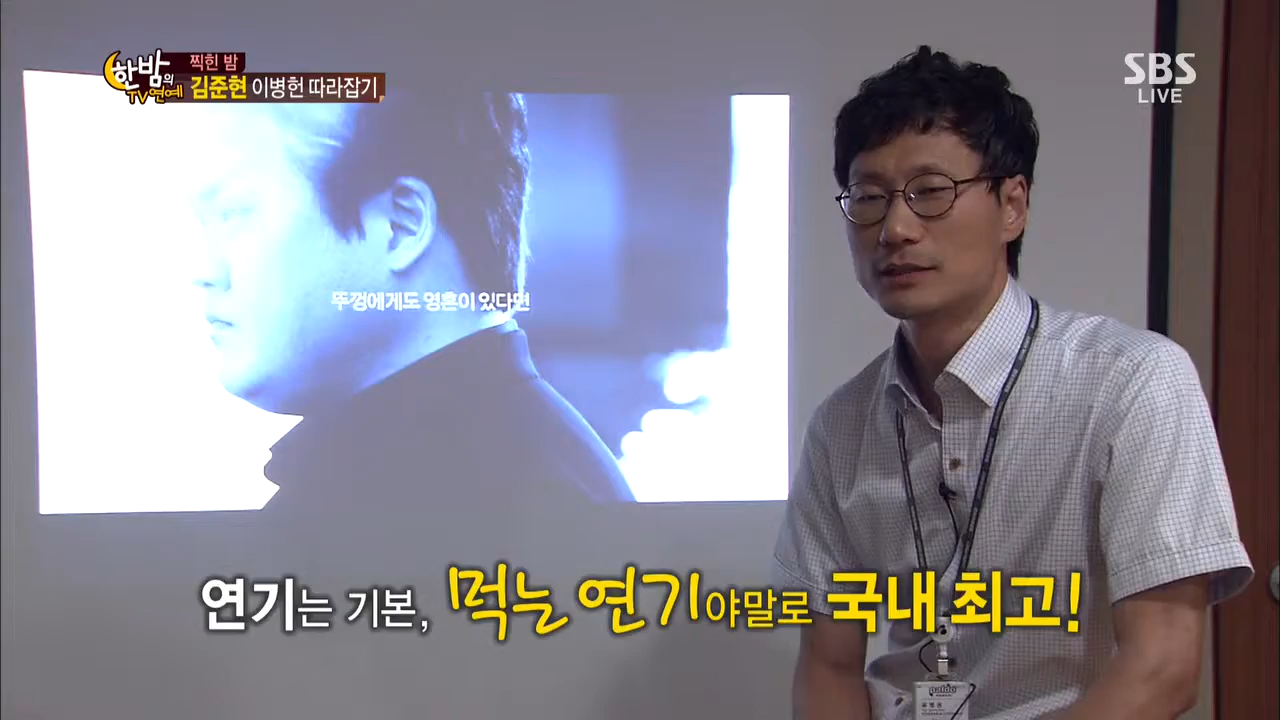 한밤의
TV연예
찍힌 밤
김준현 이병헌 따라잡기
SBS
LIVE
뚜껑에게도 영혼이 있다면
연기는 기본, 먹는 연기야말로 국내 최고!
paldo